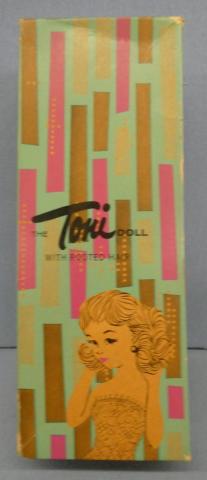 THE Toni DOLL
WITH ROOTED HAIR